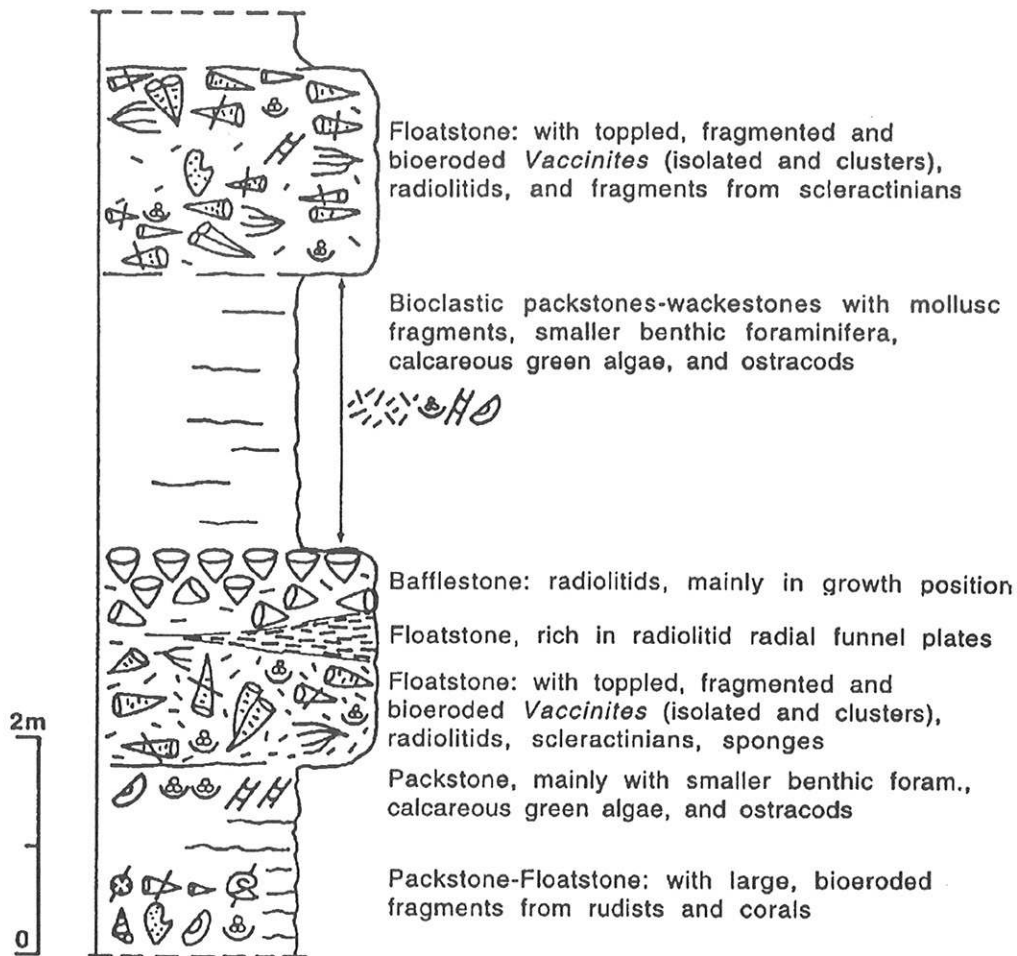 Floatstone: with toppled, fragmented and
bioeroded Vaccinites (isolated and clusters),
radiolitids, and fragments from scleractinians
Bioclastic packstones-wackestones with mollusc
fragments, smaller benthic foraminifera,
calcareous green algae, and ostracods
Bafflestone: radiolitids, mainly in growth position
Floatstone, rich in radiolitid radial funnel plates
Floatstone: with toppled, fragmented and
bioeroded Vaccinites (isolated and clusters),
radiolitids, scleractinians, sponges
Packstone, mainly with smaller benthic foram.,
calcareous green algae, and ostracods
Packstone-Floatstone: with large, bioeroded
fragments from rudists and corals
2m
0